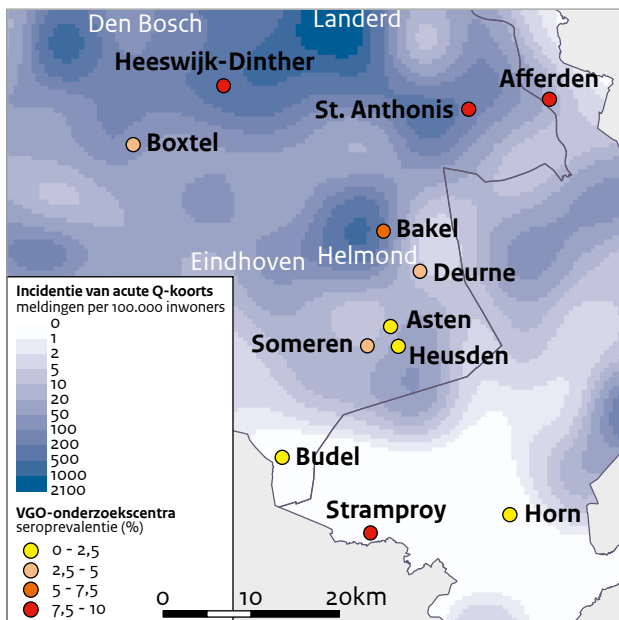 Den Bosch
Landerd
Heeswijk-Dinther
Afferden
St. Anthonis
Boxtel
Bakel
Eindhoven
Helmond
Deurne
Asten
Someren
Heusden
Budel
Stramproy
Horn
Incidentie van acute Q-koorts
meldingen per 100.000 inwoners
0
1
2
5
10
20
50
100
200
500
1000
2100
VGO-onderzoekscentra
seroprevalentie (%)
0 - 2,5
2,5 - 5
5 - 7,5
7,5 - 10
0 10 20km